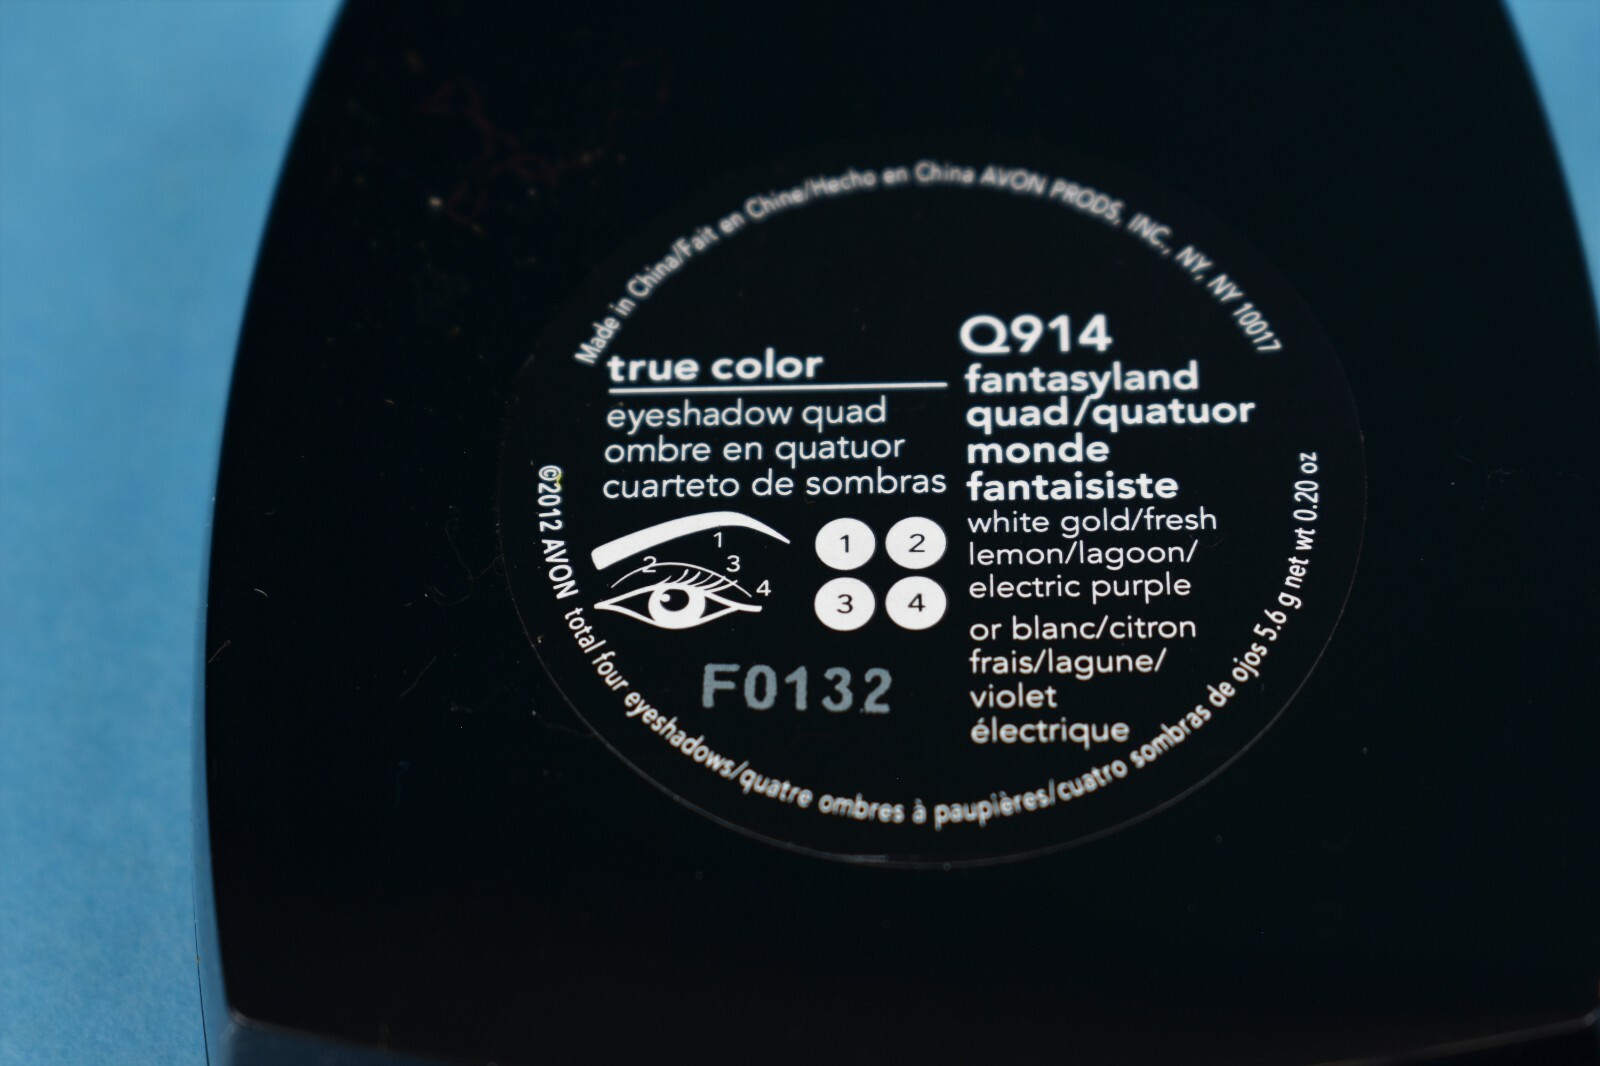 Made in China/Fait en Chine/Hecho en China AVON PRODS, INC., NY, NY 10017
true color
eyeshadow quad
ombre en quatuor
cuarteto de sombras
1
2
3
4
1 2
3 4
F0132
Q914
fantasyland
quad/quatuor
monde
fantaisiste
white gold/fresh
lemon/lagoon/
electric purple
or blanc/citron
frais/lagune/
violet
électrique
©2012 AVON total four eyeshadows/quatre ombres à paupières/cuatro sombras de ojos 5.6 g net wt 0.20 oz